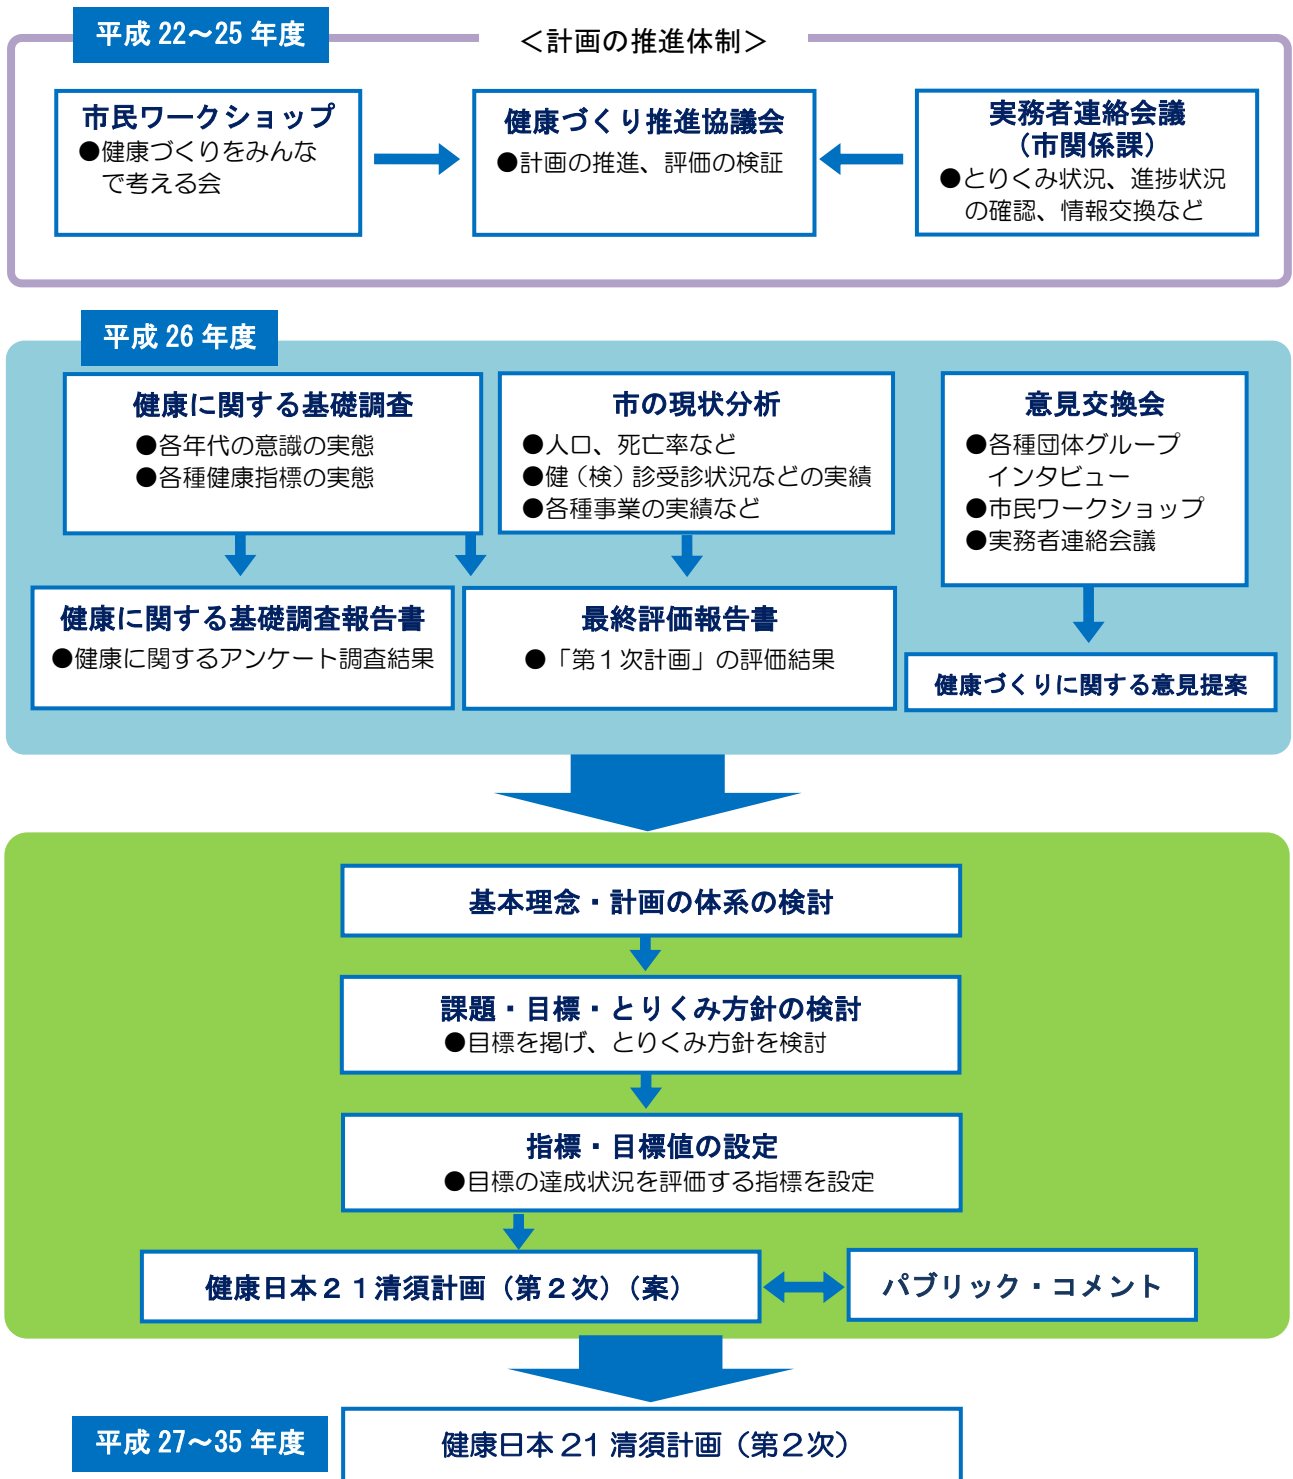 平成 22～25 年度
＜計画の推進体制＞
市民ワークショップ
●健康づくりをみんな
で考える会
健康づくり推進協議会
●計画の推進、評価の検証
実務者連絡会議
（市関係課）
●とりくみ状況、進捗状況
の確認、情報交換など
平成 26 年度
健康に関する基礎調査
●各年代の意識の実態
●各種健康指標の実態
市の現状分析
●人口、死亡率など
●健（検）診受診状況などの実績
●各種事業の実績など
意見交換会
●各種団体グループ
インタビュー
●市民ワークショップ
●実務者連絡会議
健康に関する基礎調査報告書
●健康に関するアンケート調査結果
最終評価報告書
●「第１次計画」の評価結果
健康づくりに関する意見提案
基本理念・計画の体系の検討
課題・目標・とりくみ方針の検討
●目標を掲げ、とりくみ方針を検討
指標・目標値の設定
●目標の達成状況を評価する指標を設定
健康日本２１清須計画（第２次）（案）
パブリック・コメント
平成 27～35 年度
健康日本 21 清須計画（第２次）